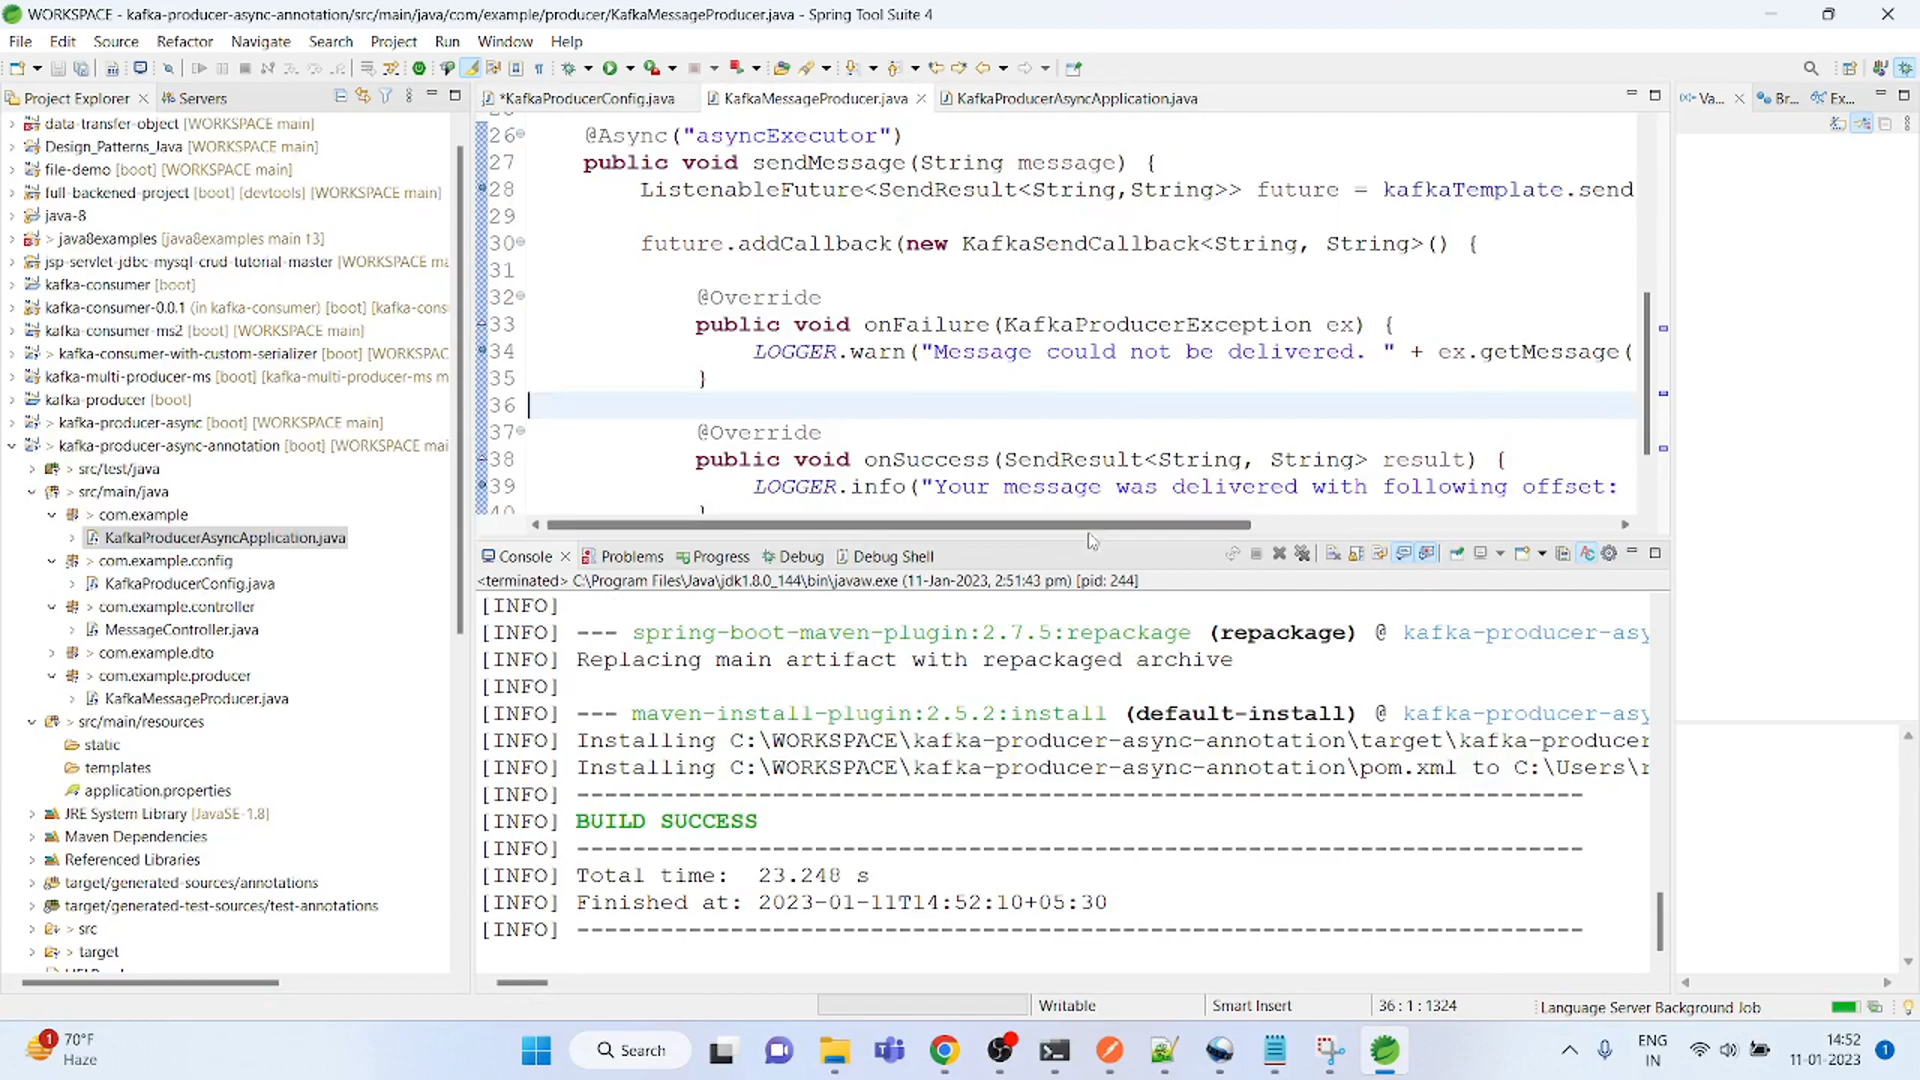 WORKSPACE - kafka-producer-async-annotation/src/main/java/com/example/producer/KafkaMessageProducer.java - Spring Tool Suite 4
File Edit Source Refactor Navigate Search Project Run Window Help
Project Explorer Servers
data-transfer-object [WORKSPACE main]
Design_Patterns_Java [WORKSPACE main]
file-demo [boot] [WORKSPACE main]
full-backened-project [boot] [devtools] [WORKSPACE main]
java-8
> java8examples [java8examples main ↑3]
jsp-servlet-jdbc-mysql-crud-tutorial-master [WORKSPACE ma
kafka-consumer [boot]
kafka-consumer-0.0.1 (in kafka-consumer) [boot] [kafka-cons
kafka-consumer-ms2 [boot] [WORKSPACE main]
> kafka-consumer-with-custom-serializer [boot] [WORKSPAC
kafka-multi-producer-ms [boot] [kafka-multi-producer-ms m
kafka-producer [boot]
> kafka-producer-async [boot] [WORKSPACE main]
> kafka-producer-async-annotation [boot] [WORKSPACE mai
> src/test/java
> src/main/java
> com.example
KafkaProducerAsyncApplication.java
> com.example.config
KafkaProducerConfig.java
> com.example.controller
MessageController.java
> com.example.dto
> com.example.producer
KafkaMessageProducer.java
> src/main/resources
static
templates
application.properties
JRE System Library [JavaSE-1.8]
Maven Dependencies
Referenced Libraries
target/generated-sources/annotations
target/generated-test-sources/test-annotations
> src
> target
*KafkaProducerConfig.java KafkaMessageProducer.java KafkaProducerAsyncApplication.java
26 @Async("asyncExecutor")
27 public void sendMessage(String message) {
28 ListenableFuture<SendResult<String,String>> future = kafkaTemplate.send
29
30 future.addCallback(new KafkaSendCallback<String, String>() {
31
32 @Override
33 public void onFailure(KafkaProducerException ex) {
34 LOGGER.warn("Message could not be delivered. " + ex.getMessage(
35 }
36
37 @Override
38 public void onSuccess(SendResult<String, String> result) {
39 LOGGER.info("Your message was delivered with following offset:
40 }
Va... Br... Ex...
Console Problems Progress Debug Debug Shell
<terminated> C:\Program Files\Java\jdk1.8.0_144\bin\javaw.exe (11-Jan-2023, 2:51:43 pm) [pid: 244]
[INFO]
[INFO] --- spring-boot-maven-plugin:2.7.5:repackage (repackage) @ kafka-producer-asy
[INFO] Replacing main artifact with repackaged archive
[INFO]
[INFO] --- maven-install-plugin:2.5.2:install (default-install) @ kafka-producer-asy
[INFO] Installing C:\WORKSPACE\kafka-producer-async-annotation\target\kafka-producer
[INFO] Installing C:\WORKSPACE\kafka-producer-async-annotation\pom.xml to C:\Users\r
[INFO] ------------------------------------------------------------------------
[INFO] BUILD SUCCESS
[INFO] ------------------------------------------------------------------------
[INFO] Total time: 23.248 s
[INFO] Finished at: 2023-01-11T14:52:10+05:30
[INFO] ------------------------------------------------------------------------
Writable Smart Insert 36 : 1 : 1324 Language Server Background Job
1 70°F
Haze
Search
ENG
IN
14:52
11-01-2023
1